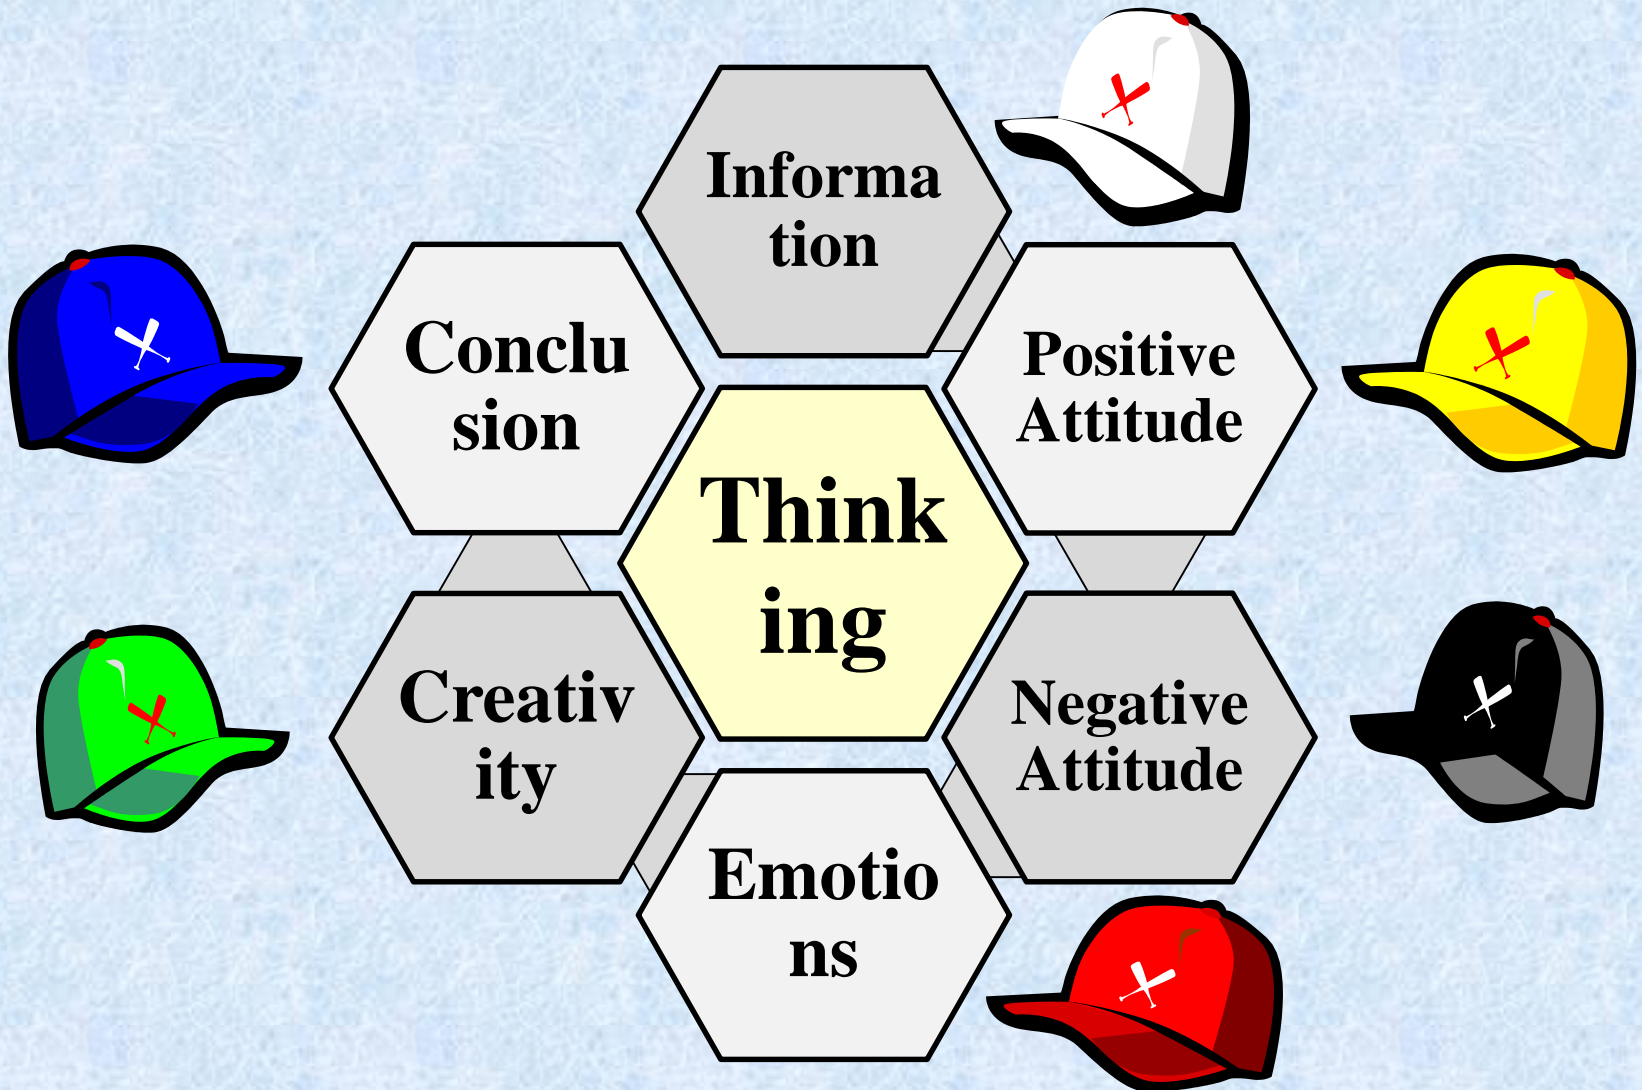 Informa
tion
Positive
Attitude
Negative
Attitude
Emotio
ns
Creativ
ity
Conclu
sion
Think
ing